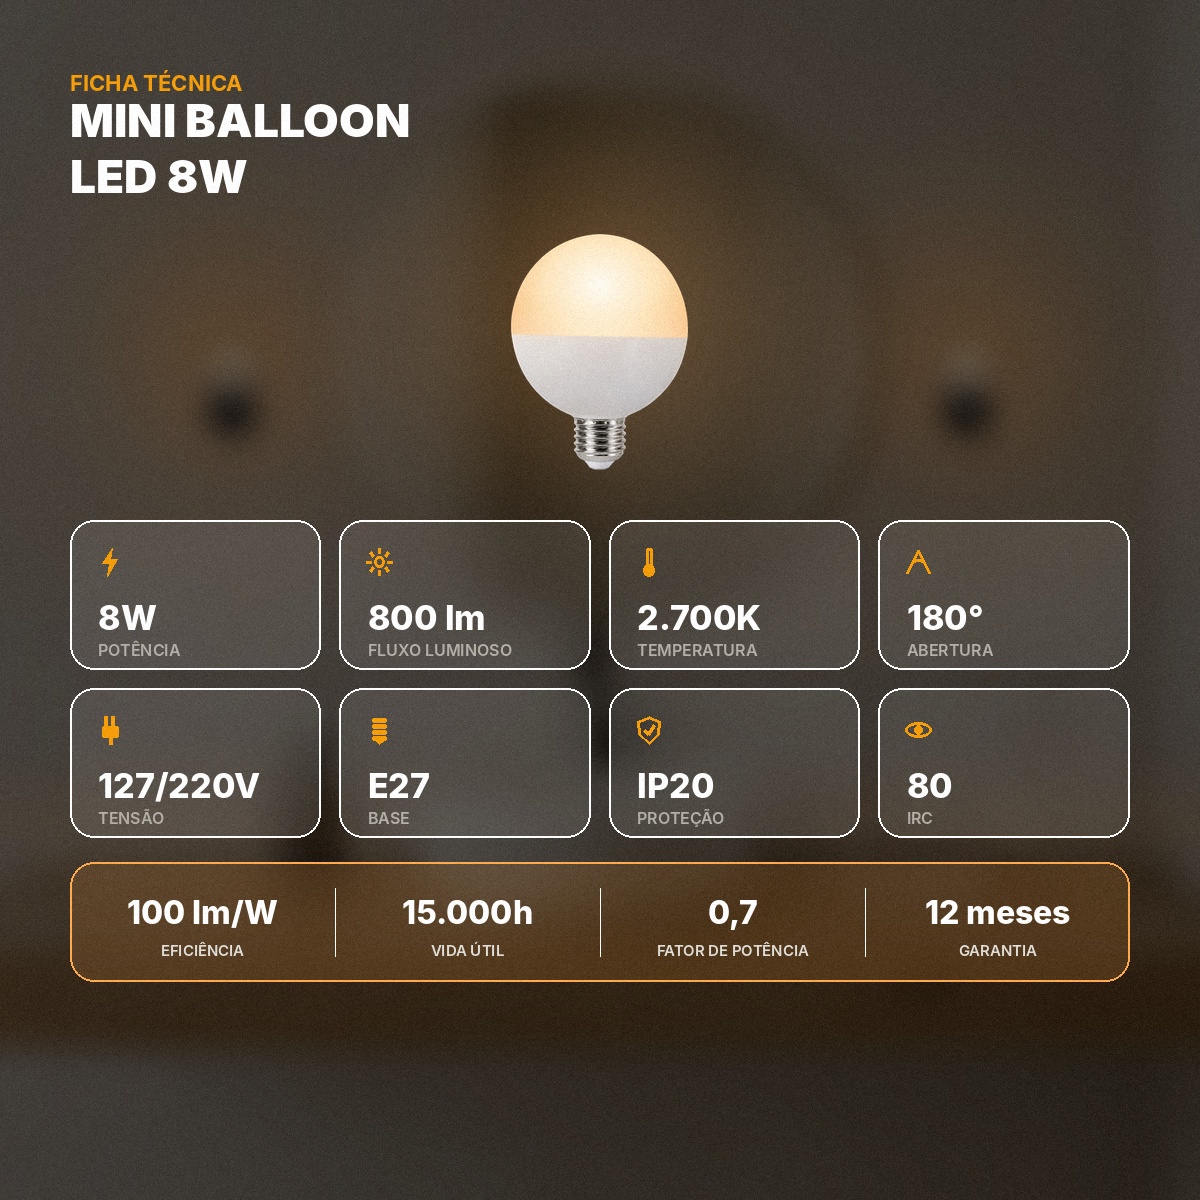 FICHA TÉCNICA
MINI BALLOON
LED 8W
8W
POTÊNCIA
800 lm
FLUXO LUMINOSO
2.700K
TEMPERATURA
180°
ABERTURA
127/220V
TENSÃO
E27
BASE
IP20
PROTEÇÃO
80
IRC
100 lm/W
EFICIÊNCIA
15.000h
VIDA ÚTIL
0,7
FATOR DE POTÊNCIA
12 meses
GARANTIA